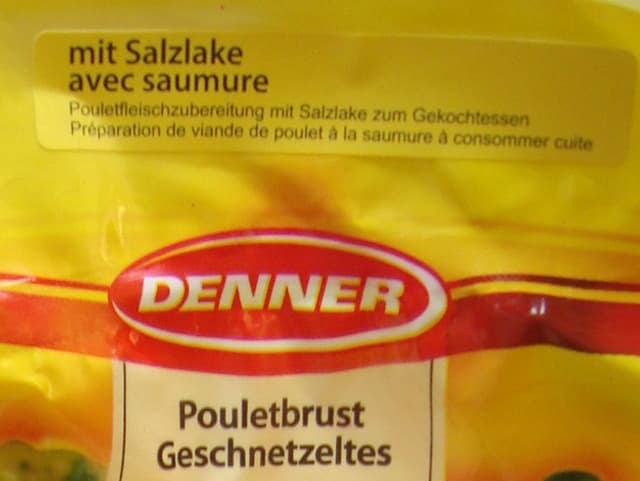 mit Salzlake
avec saumure
Pouletfleischzubereitung mit Salzlake zum Gekochtessen
Préparation de viande de poulet à la saumure à consommer cuite
DENNER
Pouletbrust
Geschnetzeltes